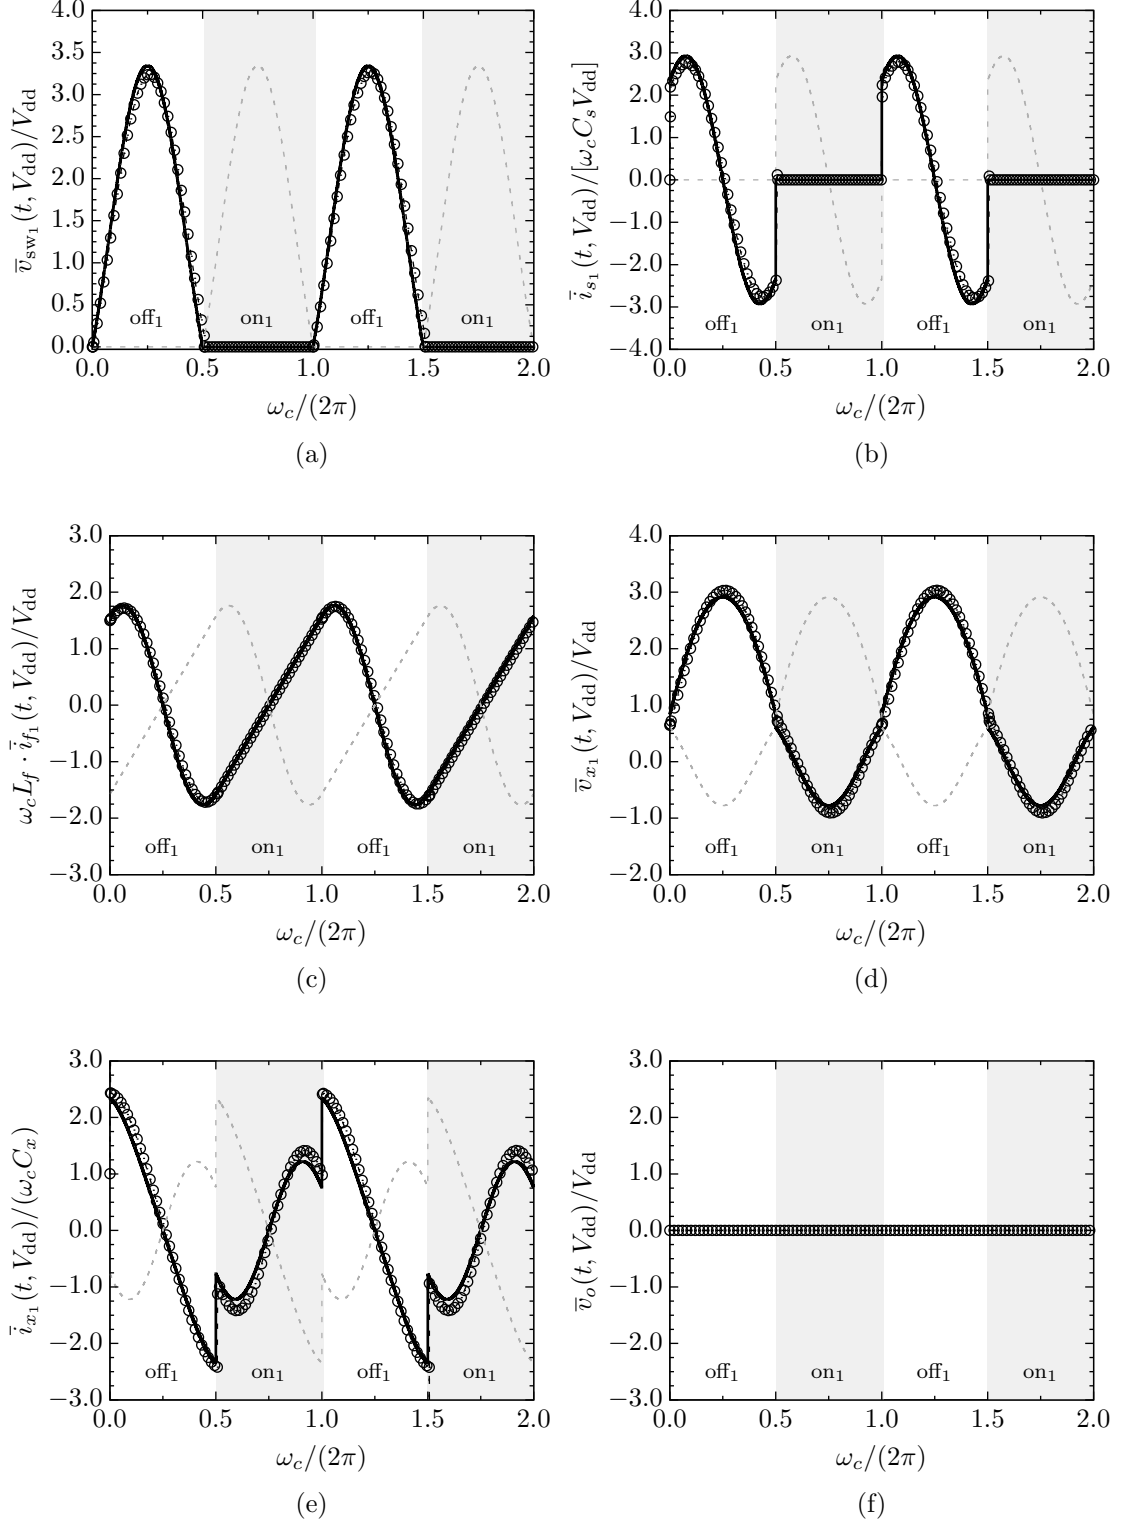 4.0
3.5
3.0
2.5
2.0
1.5
1.0
0.5
0.0
v̅sw₁(t, Vdd)/Vdd
off₁ on₁ off₁ on₁
0.0 0.5 1.0 1.5 2.0
ωc/(2π)
(a)
4.0
3.0
2.0
1.0
0.0
−1.0
−2.0
−3.0
−4.0
i̅s₁(t, Vdd)/[ωcCsVdd]
off₁ on₁ off₁ on₁
0.0 0.5 1.0 1.5 2.0
ωc/(2π)
(b)
3.0
2.0
1.0
0.0
−1.0
−2.0
−3.0
ωcLf · i̅f₁(t, Vdd)/Vdd
off₁ on₁ off₁ on₁
0.0 0.5 1.0 1.5 2.0
ωc/(2π)
(c)
4.0
3.0
2.0
1.0
0.0
−1.0
−2.0
v̅x₁(t, Vdd)/Vdd
off₁ on₁ off₁ on₁
0.0 0.5 1.0 1.5 2.0
ωc/(2π)
(d)
3.0
2.0
1.0
0.0
−1.0
−2.0
−3.0
i̅x₁(t, Vdd)/(ωcCx)
off₁ on₁ off₁ on₁
0.0 0.5 1.0 1.5 2.0
ωc/(2π)
(e)
3.0
2.0
1.0
0.0
−1.0
−2.0
−3.0
v̅o(t, Vdd)/Vdd
off₁ on₁ off₁ on₁
0.0 0.5 1.0 1.5 2.0
ωc/(2π)
(f)